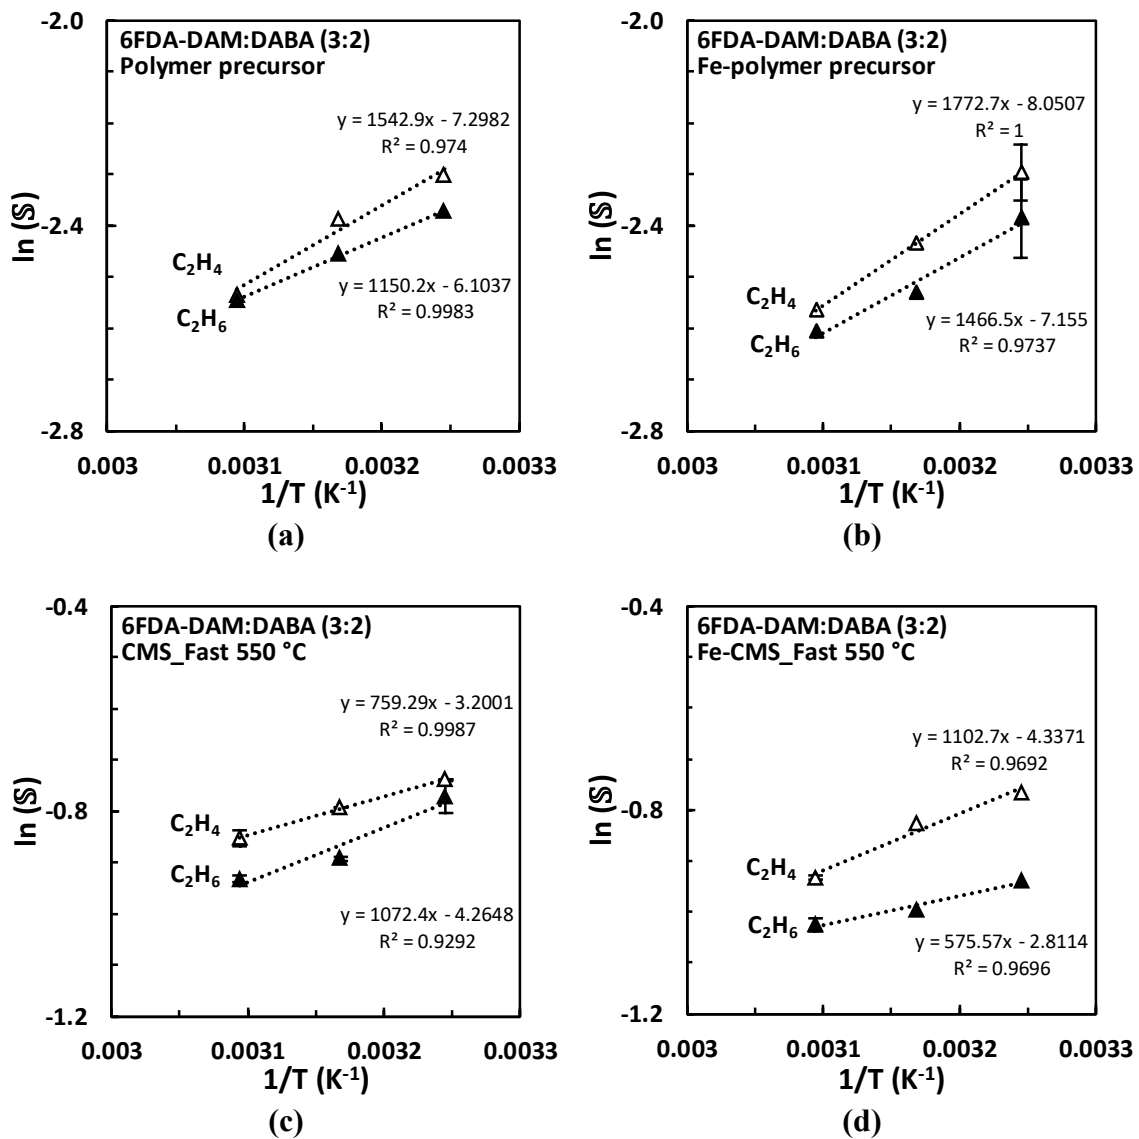 -2.0
-2.4
-2.8
ln (𝕊)
6FDA-DAM:DABA (3:2)
Polymer precursor
y = 1542.9x - 7.2982
R² = 0.974
C₂H₄
C₂H₆
y = 1150.2x - 6.1037
R² = 0.9983
0.003 0.0031 0.0032 0.0033
1/T (K⁻¹)
(a)
-2.0
-2.4
-2.8
ln (𝕊)
6FDA-DAM:DABA (3:2)
Fe-polymer precursor
y = 1772.7x - 8.0507
R² = 1
C₂H₄
C₂H₆
y = 1466.5x - 7.155
R² = 0.9737
0.003 0.0031 0.0032 0.0033
1/T (K⁻¹)
(b)
-0.4
-0.8
-1.2
ln (𝕊)
6FDA-DAM:DABA (3:2)
CMS_Fast 550 °C
y = 759.29x - 3.2001
R² = 0.9987
C₂H₄
C₂H₆
y = 1072.4x - 4.2648
R² = 0.9292
0.003 0.0031 0.0032 0.0033
1/T (K⁻¹)
(c)
-0.4
-0.8
-1.2
ln (𝕊)
6FDA-DAM:DABA (3:2)
Fe-CMS_Fast 550 °C
y = 1102.7x - 4.3371
R² = 0.9692
C₂H₄
C₂H₆
y = 575.57x - 2.8114
R² = 0.9696
0.003 0.0031 0.0032 0.0033
1/T (K⁻¹)
(d)